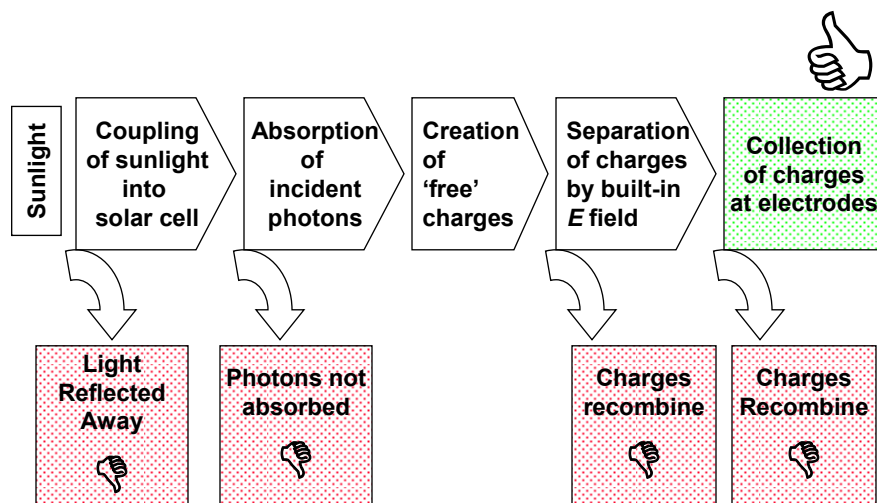 Sunlight
Coupling
of sunlight
into
solar cell
Absorption
of
incident
photons
Creation
of
‘free’
charges
Separation
of charges
by built-in
E field
Collection
of charges
at electrodes
Light
Reflected
Away
Photons not
absorbed
Charges
recombine
Charges
Recombine